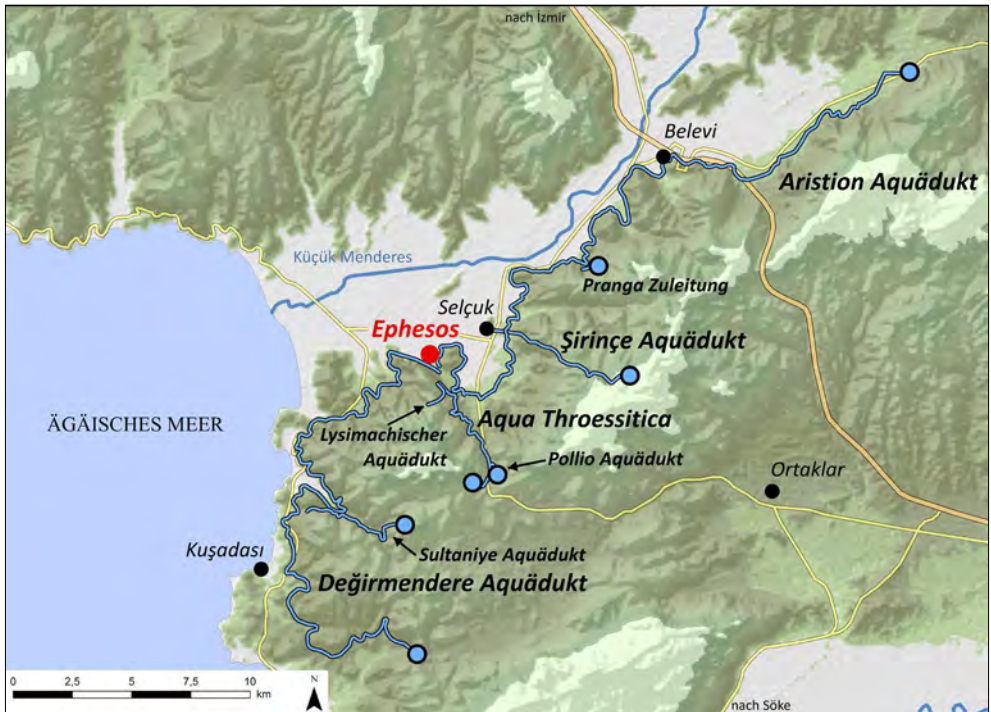 nach Izmir
Belevi
Aristion Aquädukt
Küçük Menderes
Pranga Zuleitung
Selçuk
Ephesos
Şirinçe Aquädukt
ÄGÄISCHES MEER
Aqua Throessitica
Lysimachischer
Aquädukt
Pollio Aquädukt
Ortaklar
Sultaniye Aquädukt
Kuşadası
Değirmendere Aquädukt
0 2,5 5 7,5 10
km
N
nach Söke